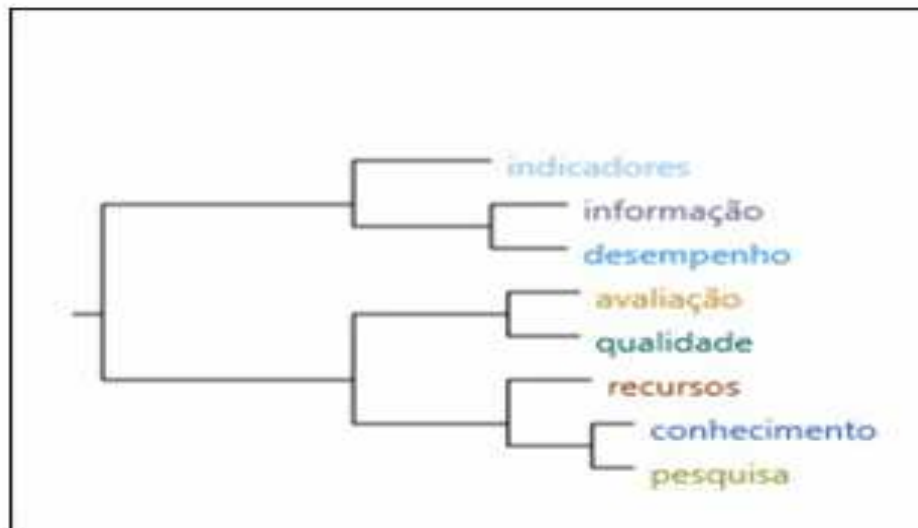 indicadores
informação
desempenho
avaliação
qualidade
recursos
conhecimento
pesquisa